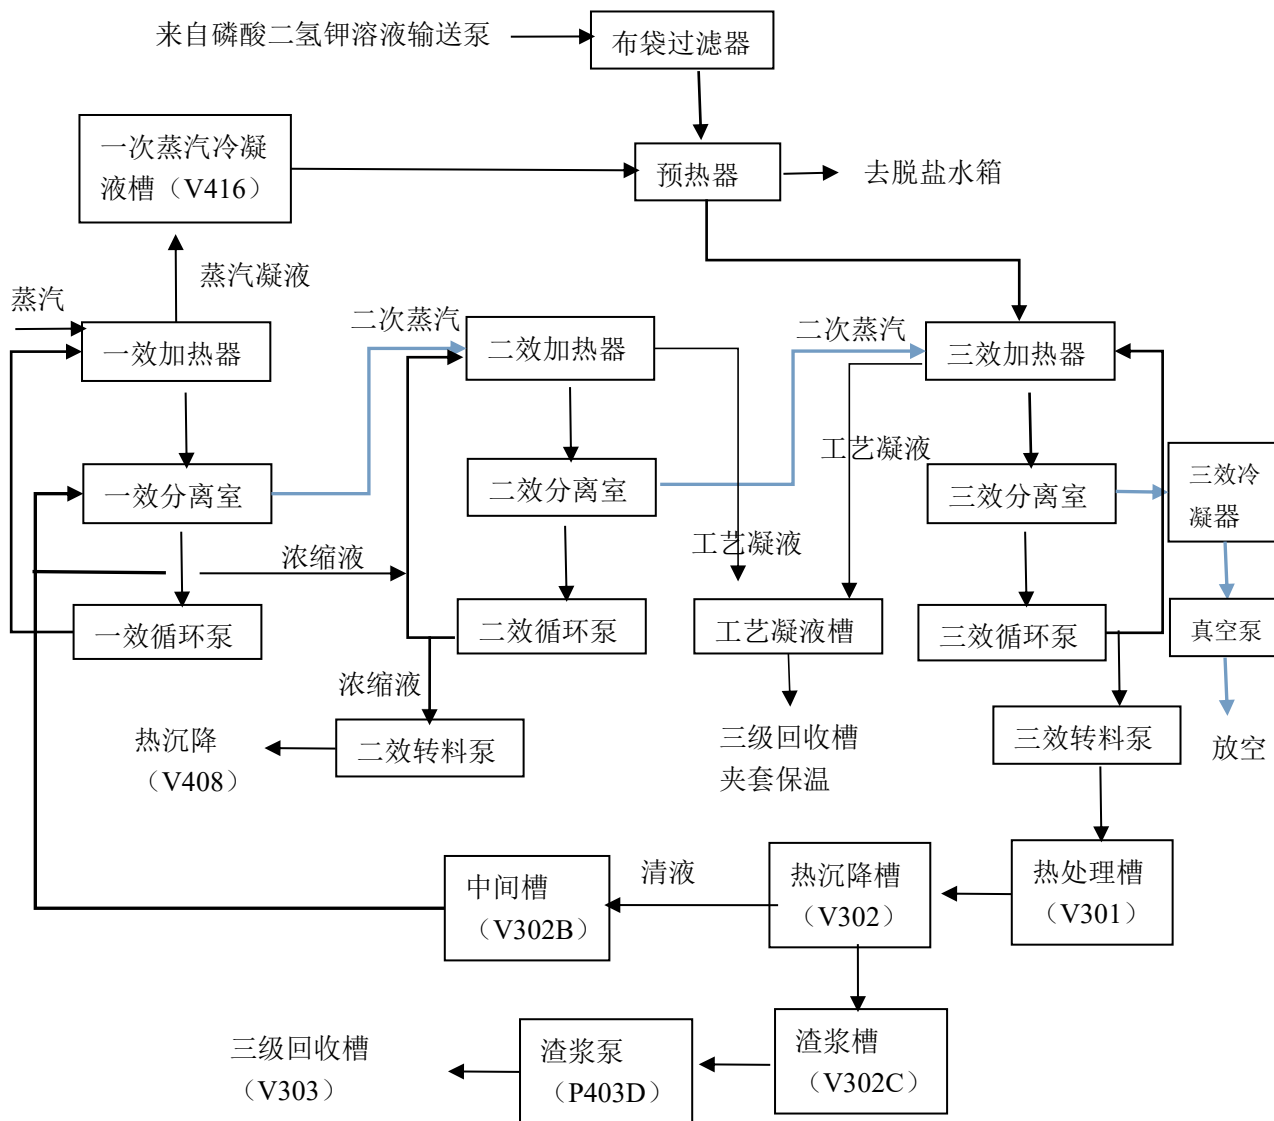 来自磷酸二氢钾溶液输送泵
布袋过滤器
一次蒸汽冷凝
液槽（V416）
预热器
去脱盐水箱
蒸汽凝液
蒸汽
二次蒸汽
二次蒸汽
一效加热器
二效加热器
三效加热器
工艺凝液
一效分离室
二效分离室
三效分离室
三效冷
凝器
工艺凝液
浓缩液
一效循环泵
二效循环泵
工艺凝液槽
三效循环泵
真空泵
浓缩液
热沉降
（V408）
二效转料泵
三级回收槽
夹套保温
三效转料泵
放空
中间槽
（V302B）
清液
热沉降槽
（V302）
热处理槽
（V301）
三级回收槽
（V303）
渣浆泵
（P403D）
渣浆槽
（V302C）